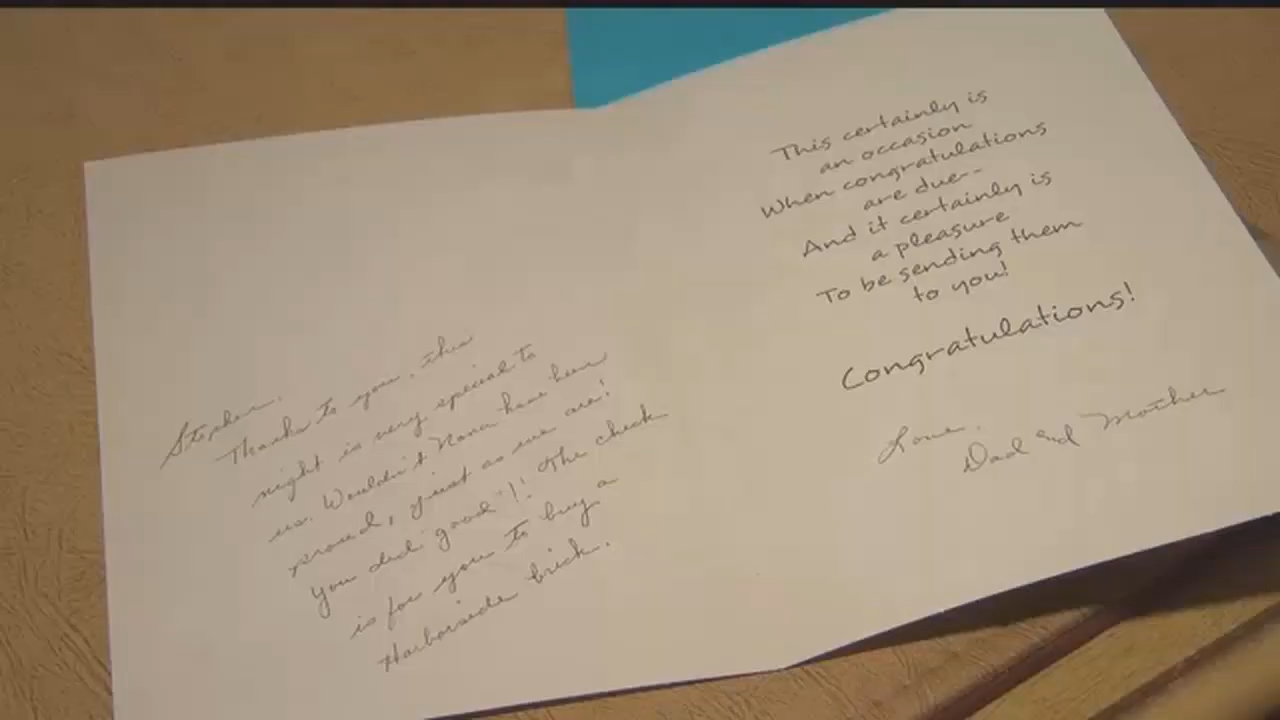 Stephen,
Thanks to you, this
night is very special to
us. Wouldn't Nana have been
proud, just as we are!
You did "good"!! The check
is for you to buy a
Harborside brick.
This certainly is
an occasion
When congratulations
are due--
And it certainly is
a pleasure
To be sending them
to you!
Congratulations!
Love,
Dad and Mother